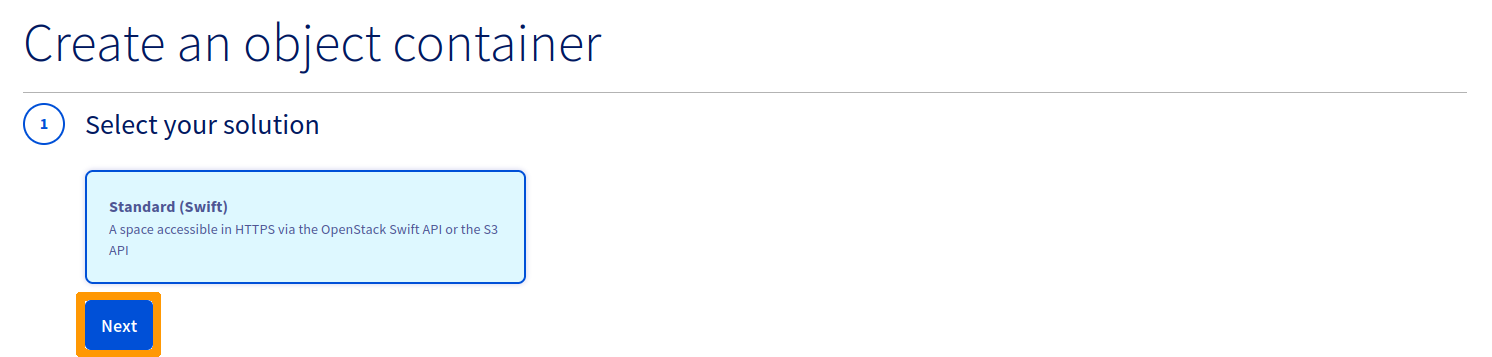 Create an object container
1
Select your solution
Standard (Swift)
A space accessible in HTTPS via the OpenStack Swift API or the S3
API
Next